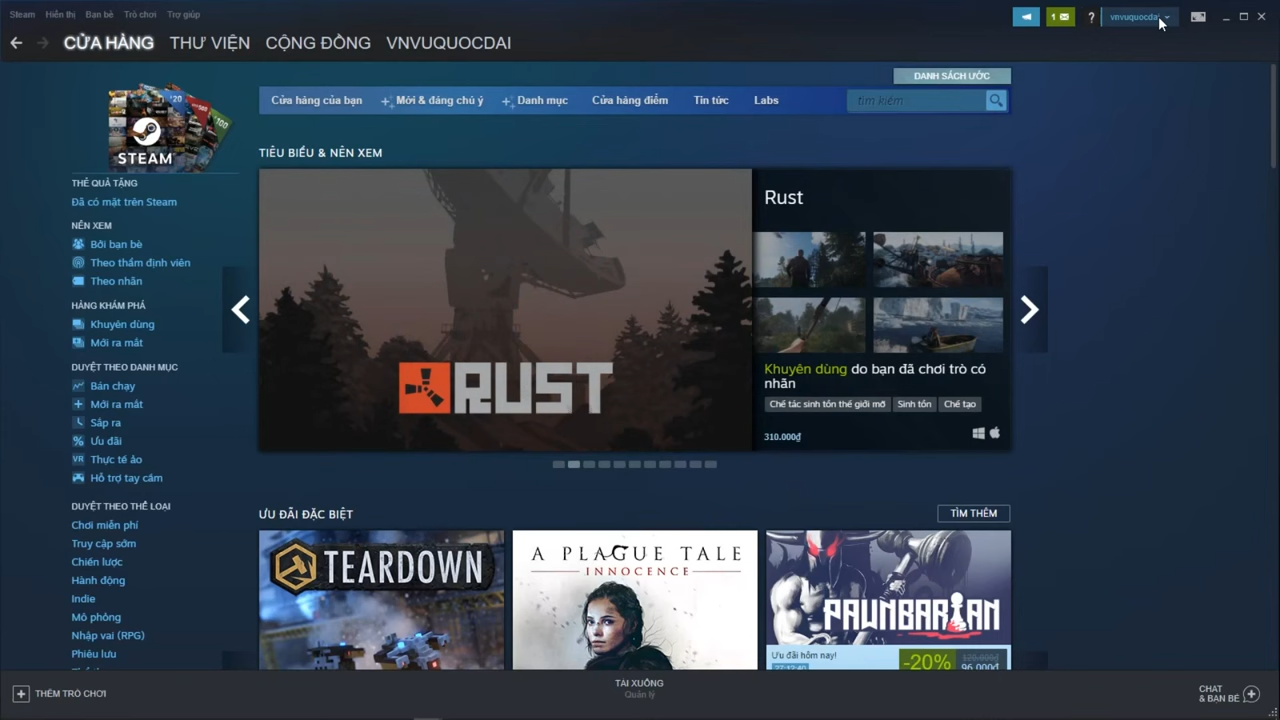 Steam Hiển thị Bạn bè Trò chơi Trợ giúp
1
?
vnvuquocdai
CỬA HÀNG THƯ VIỆN CỘNG ĐỒNG VNVUQUOCDAI
DANH SÁCH ƯỚC
Cửa hàng của bạn Mới & đáng chú ý Danh mục Cửa hàng điểm Tin tức Labs tìm kiếm
$20
$100
STEAM
THẺ QUÀ TẶNG
Đã có mặt trên Steam
NÊN XEM
Bởi bạn bè
Theo thẩm định viên
Theo nhãn
HÀNG KHÁM PHÁ
Khuyên dùng
Mới ra mắt
DUYỆT THEO DANH MỤC
Bán chạy
Mới ra mắt
Sắp ra
% Ưu đãi
VR Thực tế ảo
Hỗ trợ tay cầm
DUYỆT THEO THỂ LOẠI
Chơi miễn phí
Truy cập sớm
Chiến lược
Hành động
Indie
Mô phỏng
Nhập vai (RPG)
Phiêu lưu
TIÊU BIỂU & NÊN XEM
RUST
Rust
Khuyên dùng do bạn đã chơi trò có
nhãn
Chế tác sinh tồn thế giới mở Sinh tồn Chế tạo
310.000₫
ƯU ĐÃI ĐẶC BIỆT
TÌM THÊM
TEARDOWN
A PLAGUE TALE
INNOCENCE
PAWNBARIAN
Ưu đãi hôm nay!
-20%
120.000₫
96.000₫
THÊM TRÒ CHƠI
TẢI XUỐNG
Quản lý
CHAT
& BẠN BÈ